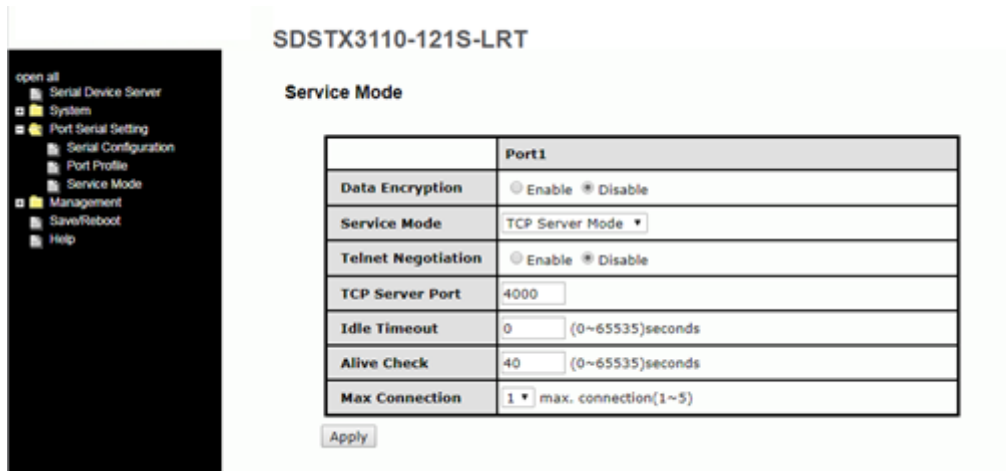 SDSTX3110-121S-LRT
open all
Serial Device Server
System
Port Serial Setting
Serial Configuration
Port Profile
Service Mode
Management
Save/Reboot
Help
Service Mode
Port1
Data Encryption Enable Disable
Service Mode TCP Server Mode
Telnet Negotiation Enable Disable
TCP Server Port 4000
Idle Timeout 0 (0~65535)seconds
Alive Check 40 (0~65535)seconds
Max Connection 1 max. connection(1~5)
Apply